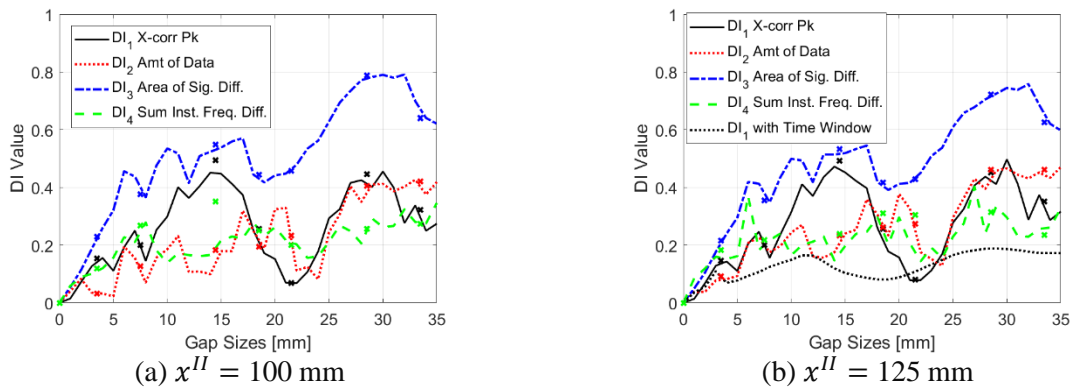 1
0.8
0.6
0.4
0.2
0
DI Value
DI₁ X-corr Pk
DI₂ Amt of Data
DI₃ Area of Sig. Diff.
DI₄ Sum Inst. Freq. Diff.
0 5 10 15 20 25 30 35
Gap Sizes [mm]
(a) xᴵᴵ = 100 mm
1
0.8
0.6
0.4
0.2
0
DI Value
DI₁ X-corr Pk
DI₂ Amt of Data
DI₃ Area of Sig. Diff.
DI₄ Sum Inst. Freq. Diff.
DI₁ with Time Window
0 5 10 15 20 25 30 35
Gap Sizes [mm]
(b) xᴵᴵ = 125 mm